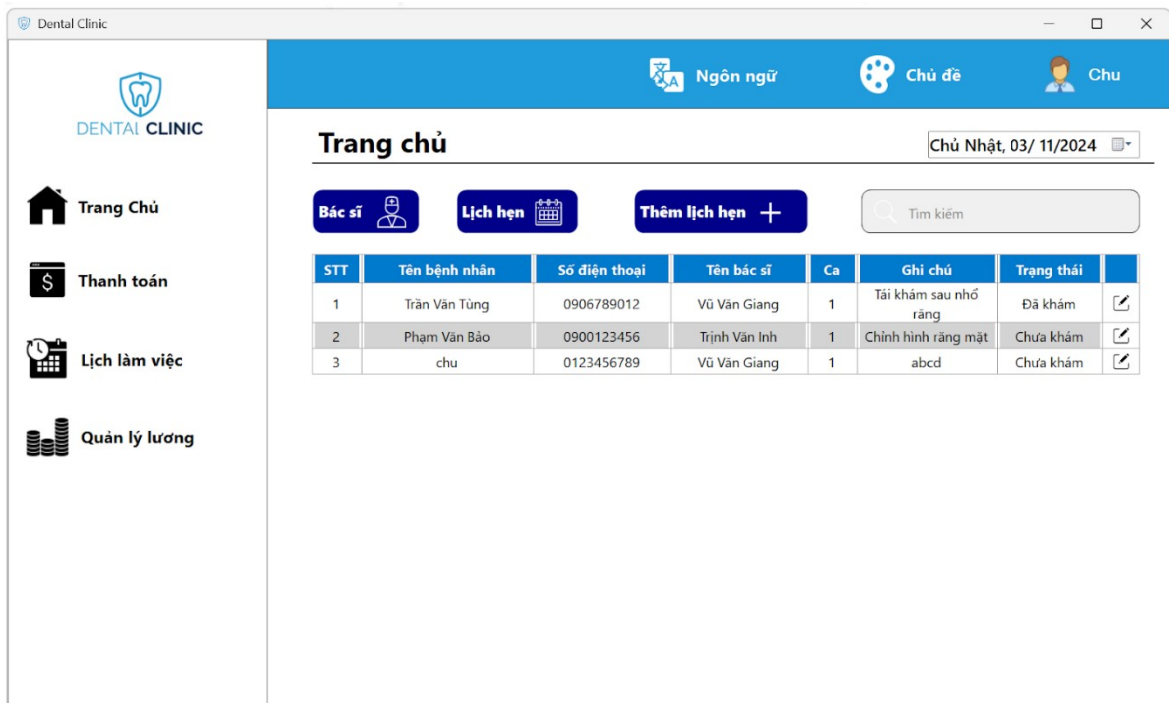 Dental Clinic
DENTAL CLINIC
Ngôn ngữ
Chủ đề
Chu
Trang chủ
Chủ Nhật, 03/ 11/2024
Trang Chủ
Thanh toán
Lịch làm việc
Quản lý lương
Bác sĩ
Lịch hẹn
Thêm lịch hẹn
Tìm kiếm
STT Tên bệnh nhân Số điện thoại Tên bác sĩ Ca Ghi chú Trạng thái
1 Trần Văn Tùng 0906789012 Vũ Văn Giang 1 Tái khám sau nhổ răng Đã khám
2 Phạm Văn Bảo 0900123456 Trịnh Văn Inh 1 Chỉnh hình răng mặt Chưa khám
3 chu 0123456789 Vũ Văn Giang 1 abcd Chưa khám